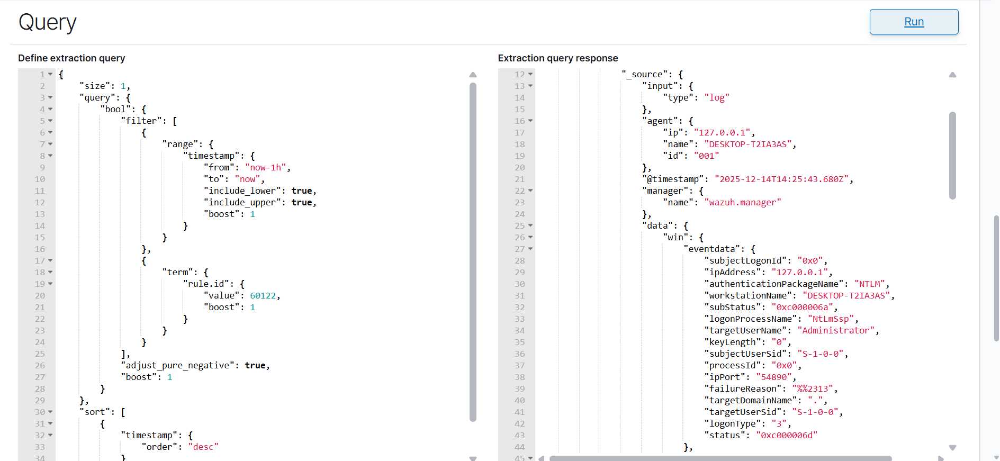 Query
Run
Define extraction query
1 {
2 "size": 1,
3 "query": {
4 "bool": {
5 "filter": [
6 {
7 "range": {
8 "timestamp": {
9 "from": "now-1h",
10 "to": "now",
11 "include_lower": true,
12 "include_upper": true,
13 "boost": 1
14 }
15 }
16 },
17 {
18 "term": {
19 "rule.id": {
20 "value": 60122,
21 "boost": 1
22 }
23 }
24 }
25 ],
26 "adjust_pure_negative": true,
27 "boost": 1
28 }
29 },
30 "sort": [
31 {
32 "timestamp": {
33 "order": "desc"
34 }
Extraction query response
12 "_source": {
13 "input": {
14 "type": "log"
15 },
16 "agent": {
17 "ip": "127.0.0.1",
18 "name": "DESKTOP-T2IA3AS",
19 "id": "001"
20 },
21 "@timestamp": "2025-12-14T14:25:43.680Z",
22 "manager": {
23 "name": "wazuh.manager"
24 },
25 "data": {
26 "win": {
27 "eventdata": {
28 "subjectLogonId": "0x0",
29 "ipAddress": "127.0.0.1",
30 "authenticationPackageName": "NTLM",
31 "workstationName": "DESKTOP-T2IA3AS",
32 "subStatus": "0xc000006a",
33 "logonProcessName": "NtLmSsp",
34 "targetUserName": "Administrator",
35 "keyLength": "0",
36 "subjectUserSid": "S-1-0-0",
37 "processId": "0x0",
38 "ipPort": "54890",
39 "failureReason": "%%2313",
40 "targetDomainName": ".",
41 "targetUserSid": "S-1-0-0",
42 "logonType": "3",
43 "status": "0xc000006d"
44 },
45